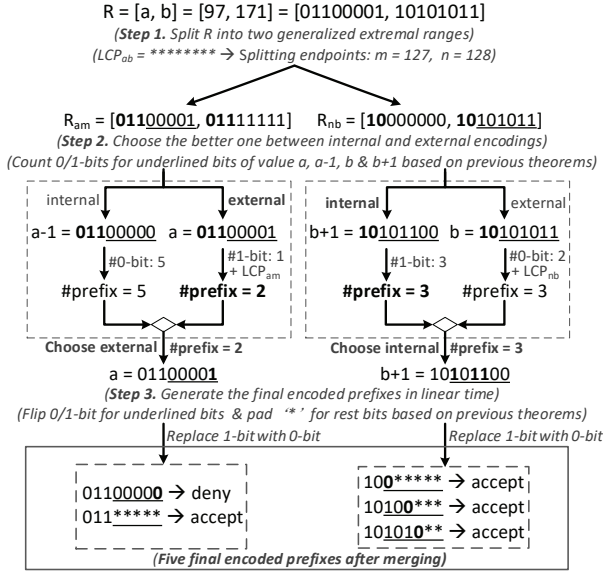 R = [a, b] = [97, 171] = [01100001, 10101011]
(Step 1. Split R into two generalized extremal ranges)
(LCPab = ******** → Splitting endpoints: m = 127, n = 128)
Ram = [01100001, 01111111] Rnb = [10000000, 10101011]
(Step 2. Choose the better one between internal and external encodings)
(Count 0/1-bits for underlined bits of value a, a-1, b & b+1 based on previous theorems)
internal external internal external
a-1 = 01100000 a = 01100001 b+1 = 10101100 b = 10101011
#0-bit: 5 #1-bit: 1 #1-bit: 3 #0-bit: 2
+ LCPam + LCPnb
#prefix = 5 #prefix = 2 #prefix = 3 #prefix = 3
Choose external #prefix = 2 Choose internal #prefix = 3
a = 01100001 b+1 = 10101100
(Step 3. Generate the final encoded prefixes in linear time)
(Flip 0/1-bit for underlined bits & pad ‘*’ for rest bits based on previous theorems)
Replace 1-bit with 0-bit Replace 1-bit with 0-bit
01100000 → deny
011***** → accept
100***** → accept
10100*** → accept
101010** → accept
(Five final encoded prefixes after merging)